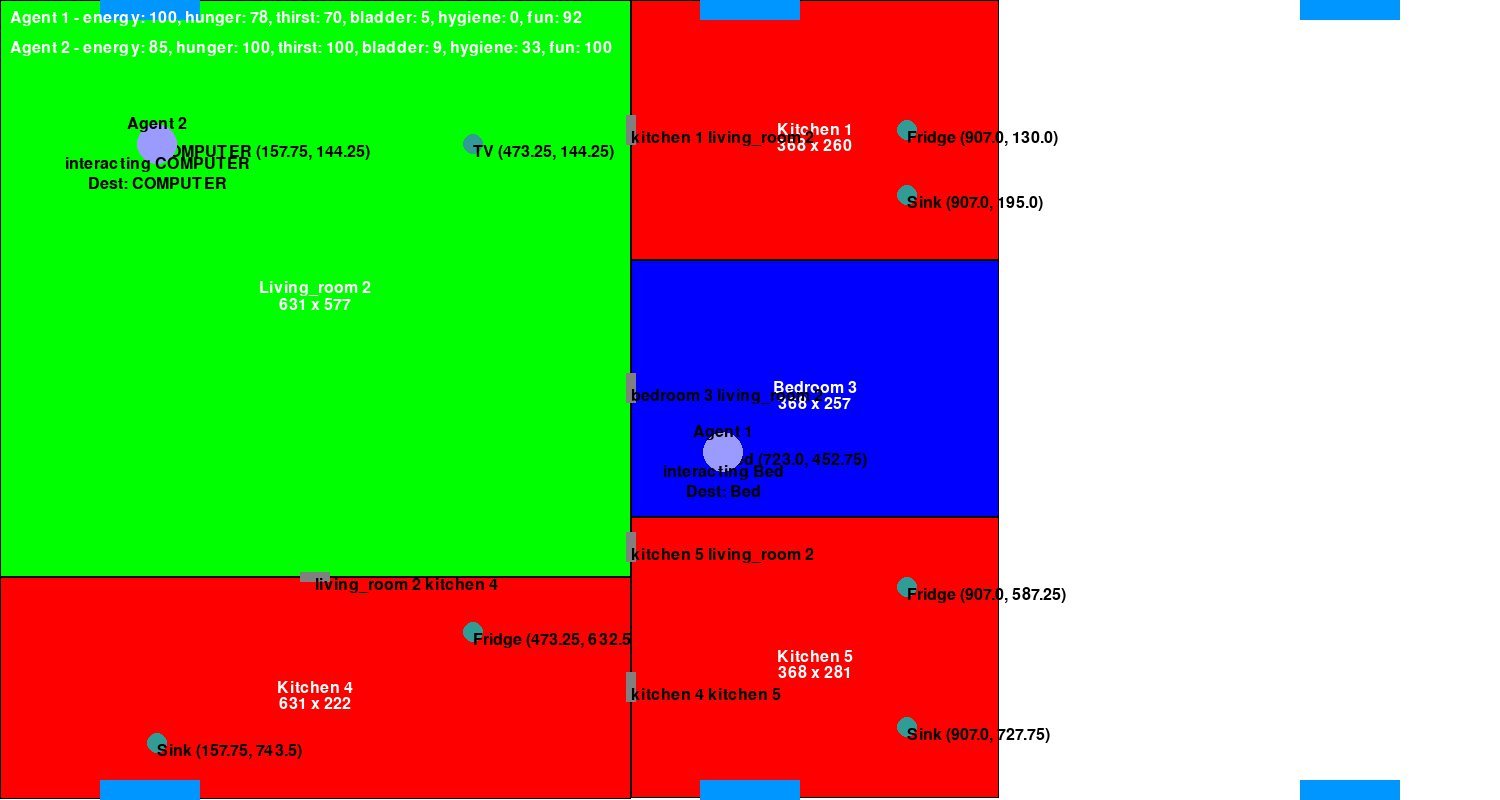 Agent 1 - energy: 100, hunger: 78, thirst: 70, bladder: 5, hygiene: 0, fun: 92
Agent 2 - energy: 85, hunger: 100, thirst: 100, bladder: 9, hygiene: 33, fun: 100
Agent 2
OMPUTER (157.75, 144.25)
interacting COMPUTER
Dest: COMPUTER
TV (473.25, 144.25)
kitchen 1 living_room 2
Kitchen 1
368 x 260
Fridge (907.0, 130.0)
Sink (907.0, 195.0)
Living_room 2
631 x 577
bedroom 3 living_room 2
Bedroom 3
368 x 257
Agent 1
ed (723.0, 452.75)
interacting Bed
Dest: Bed
kitchen 5 living_room 2
living_room 2 kitchen 4
Fridge (907.0, 587.25)
Fridge (473.25, 632.5
Kitchen 5
368 x 281
Kitchen 4
631 x 222
kitchen 4 kitchen 5
Sink (907.0, 727.75)
Sink (157.75, 743.5)